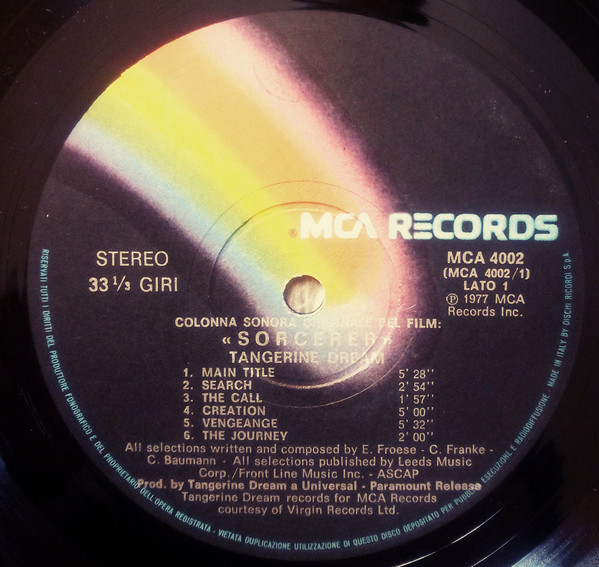 MCA RECORDS
STEREO
33 1/3 GIRI
MCA 4002
(MCA 4002/1)
LATO 1
Ⓟ 1977 MCA
Records Inc.
COLONNA SONORA ORIGINALE DEL FILM:
« SORCERER »
TANGERINE DREAM
1. MAIN TITLE 5' 28"
2. SEARCH 2' 54"
3. THE CALL 1' 57"
4. CREATION 5' 00"
5. VENGEANGE 5' 32"
6. THE JOURNEY 2' 00"
All selections written and composed by E. Froese - C. Franke -
C. Baumann - All selections published by Leeds Music
Corp./Front Line Music Inc. - ASCAP
Prod. by Tangerine Dream a Universal - Paramount Release
Tangerine Dream records for MCA Records
courtesy of Virgin Records Ltd.
RISERVATI TUTTI I DIRITTI DEL PRODUTTORE FONOGRAFICO E DEL PROPRIETARIO DELL'OPERA REGISTRATA - VIETATA DUPLICAZIONE UTILIZZAZIONE DI QUESTO DISCO DEPOSITATO PER PUBBLICA ESECUZIONE E RADIODIFFUSIONE. MADE IN ITALY BY DISCHI RICORDI S.p.A.